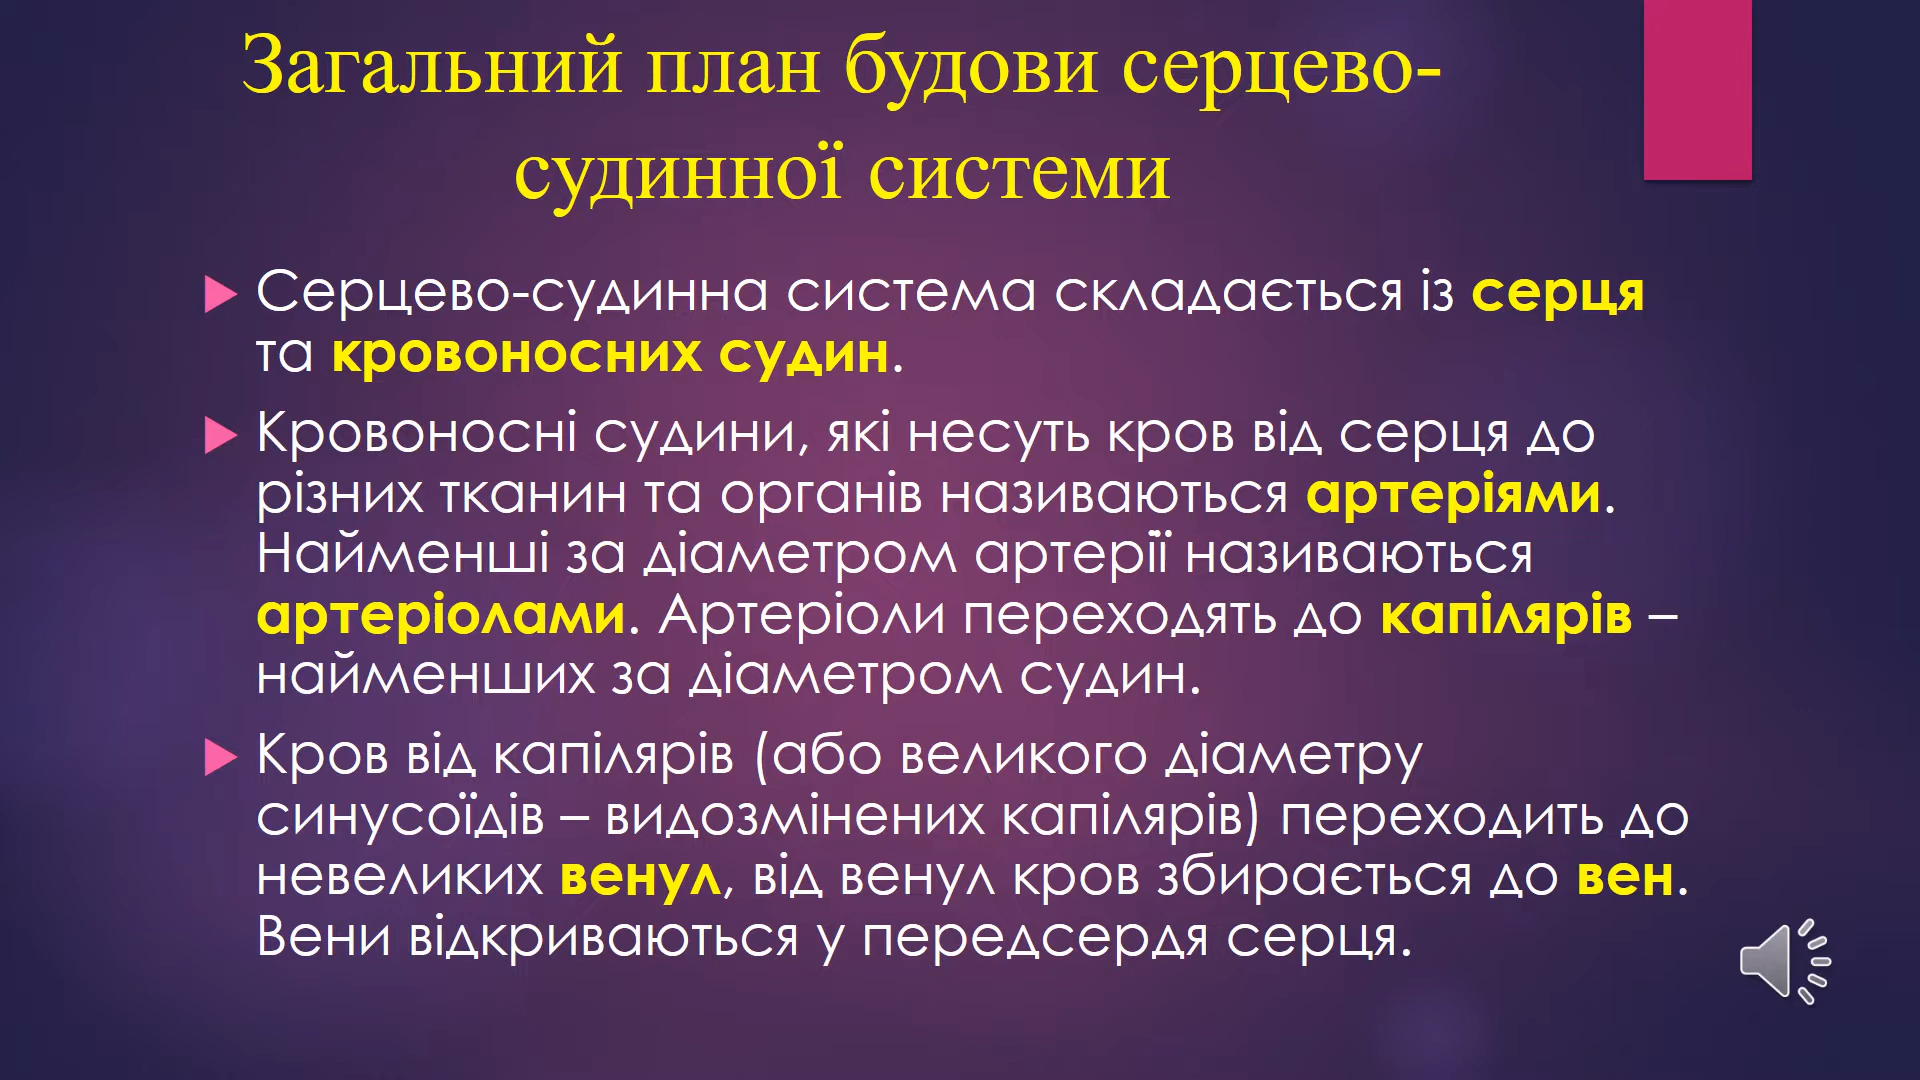 Загальний план будови серцево-
судинної системи
Серцево-судинна система складається із серця
та кровоносних судин.
Кровоносні судини, які несуть кров від серця до
різних тканин та органів називаються артеріями.
Найменші за діаметром артерії називаються
артеріолами. Артеріоли переходять до капілярів –
найменших за діаметром судин.
Кров від капілярів (або великого діаметру
синусоїдів – видозмінених капілярів) переходить до
невеликих венул, від венул кров збирається до вен.
Вени відкриваються у передсердя серця.